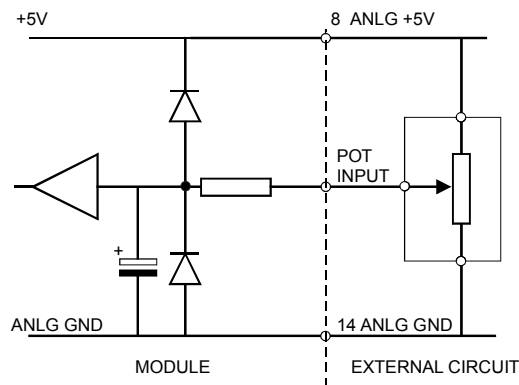 +5V
8 ANLG +5V
POT
INPUT
+
ANLG GND
14 ANLG GND
MODULE
EXTERNAL CIRCUIT